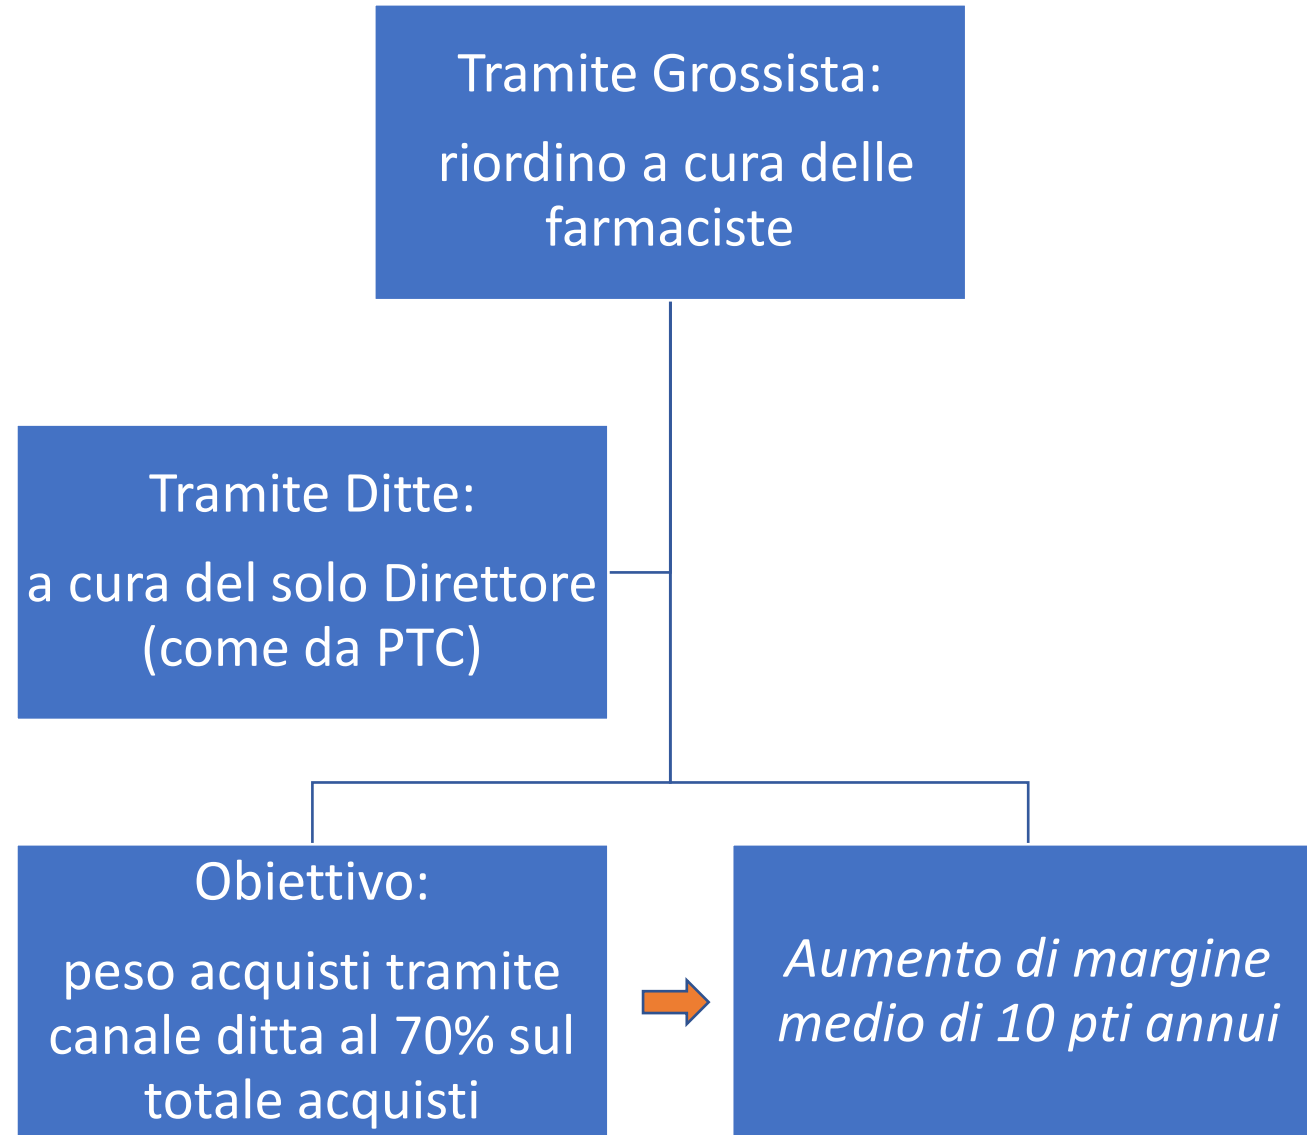 Tramite Grossista:
riordino a cura delle
farmaciste
Tramite Ditte:
a cura del solo Direttore
(come da PTC)
Obiettivo:
peso acquisti tramite
canale ditta al 70% sul
totale acquisti
Aumento di margine
medio di 10 pti annui